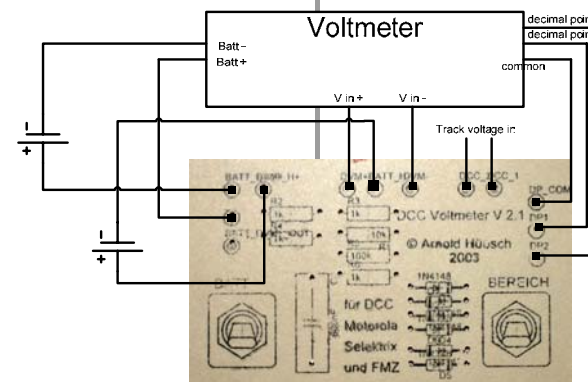 Voltmeter
decimal poin
decimal poin
Batt-
Batt+
common
V in +
V in -
Track voltage in
-
+
-
+
DP_COM
DP1
DP2
R2
1k
R3
1k
10k
100k
1k
DCC Voltmeter V 2.1
© Arnold Hübsch
2003
1N4148
BATT
BEREICH
für DCC
Motorola
Selektrix
und FMZ
D5